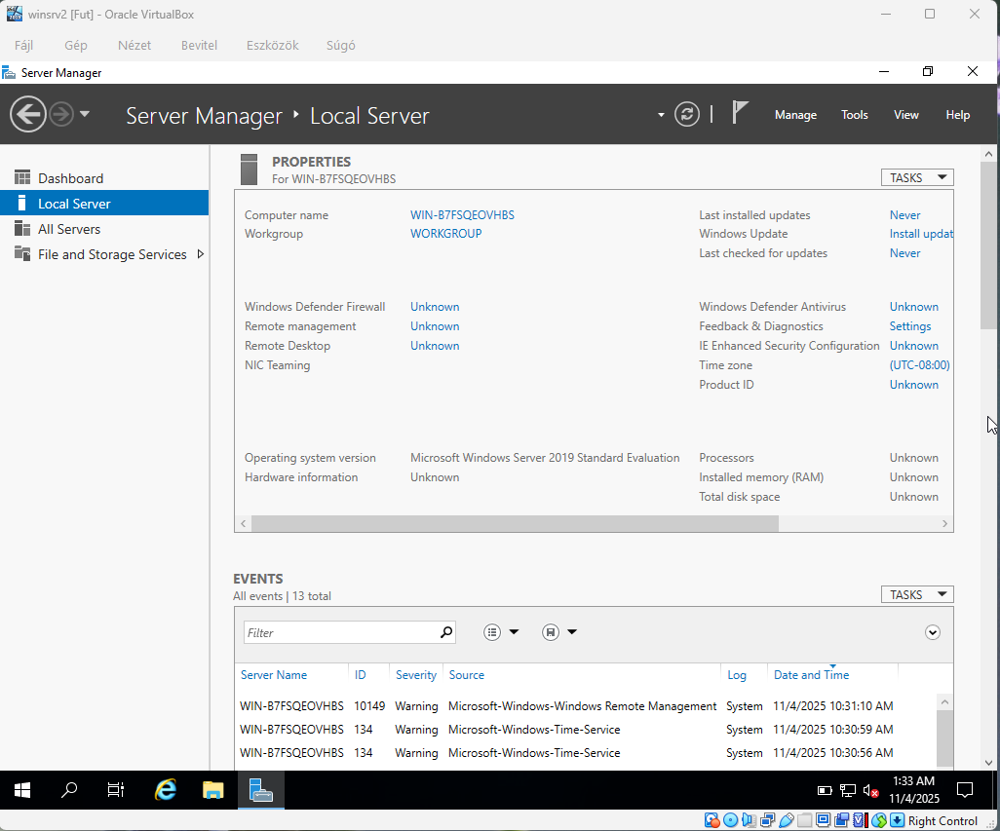 winsrv2 [Fut] - Oracle VirtualBox
Fájl Gép Nézet Bevitel Eszközök Súgó
Server Manager
Server Manager Local Server
Manage Tools View Help
Dashboard
Local Server
All Servers
File and Storage Services
PROPERTIES
For WIN-B7FSQEOVHBS
TASKS
Computer name WIN-B7FSQEOVHBS Last installed updates Never
Workgroup WORKGROUP Windows Update Install updat
Last checked for updates Never
Windows Defender Firewall Unknown Windows Defender Antivirus Unknown
Remote management Unknown Feedback & Diagnostics Settings
Remote Desktop Unknown IE Enhanced Security Configuration Unknown
NIC Teaming Time zone (UTC-08:00)
Product ID Unknown
Operating system version Microsoft Windows Server 2019 Standard Evaluation Processors Unknown
Hardware information Unknown Installed memory (RAM) Unknown
Total disk space Unknown
EVENTS
All events | 13 total
TASKS
Filter
Server Name ID Severity Source Log Date and Time
WIN-B7FSQEOVHBS 10149 Warning Microsoft-Windows-Windows Remote Management System 11/4/2025 10:31:10 AM
WIN-B7FSQEOVHBS 134 Warning Microsoft-Windows-Time-Service System 11/4/2025 10:30:59 AM
WIN-B7FSQEOVHBS 134 Warning Microsoft-Windows-Time-Service System 11/4/2025 10:30:56 AM
1:33 AM
11/4/2025
Right Control